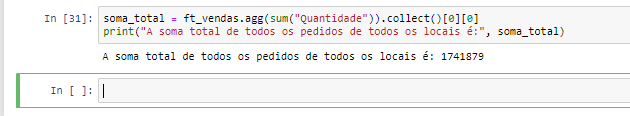 In [31]: soma_total = ft_vendas.agg(sum("Quantidade")).collect()[0][0]
print("A soma total de todos os pedidos de todos os locais é:", soma_total)
A soma total de todos os pedidos de todos os locais é: 1741879
In [ ]: